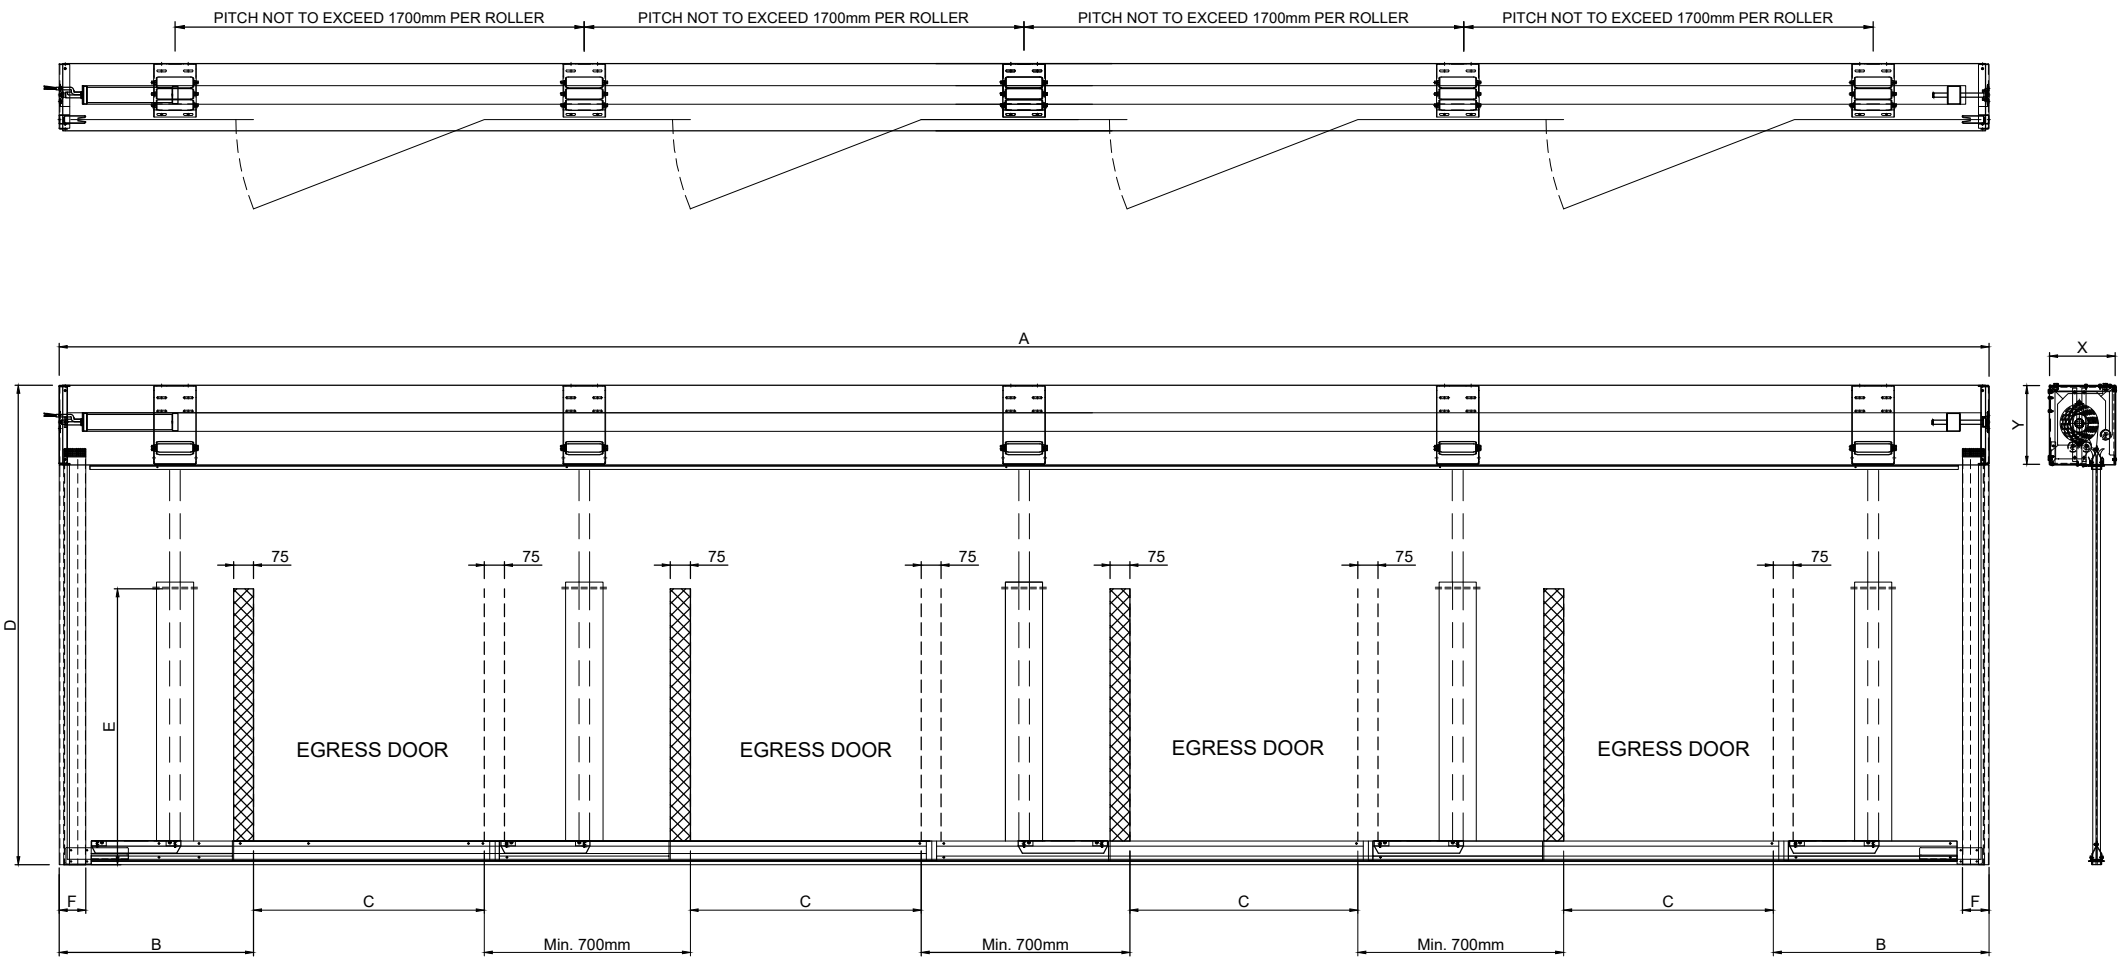 PITCH NOT TO EXCEED 1700mm PER ROLLER
PITCH NOT TO EXCEED 1700mm PER ROLLER
PITCH NOT TO EXCEED 1700mm PER ROLLER
PITCH NOT TO EXCEED 1700mm PER ROLLER
A
X
Y
D
E
75
75
75
75
75
75
75
75
EGRESS DOOR
EGRESS DOOR
EGRESS DOOR
EGRESS DOOR
F
C
C
C
C
F
B
Min. 700mm
Min. 700mm
Min. 700mm
B